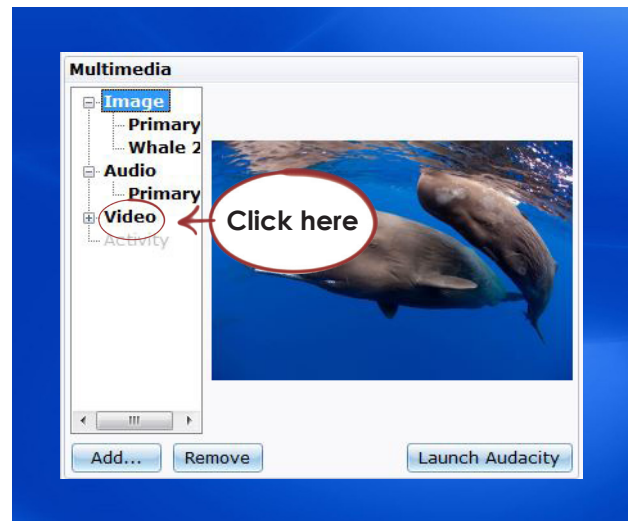 Multimedia
Image
Primary
Whale 2
Audio
Primary
Video
Click here
Activity
Add...
Remove
Launch Audacity